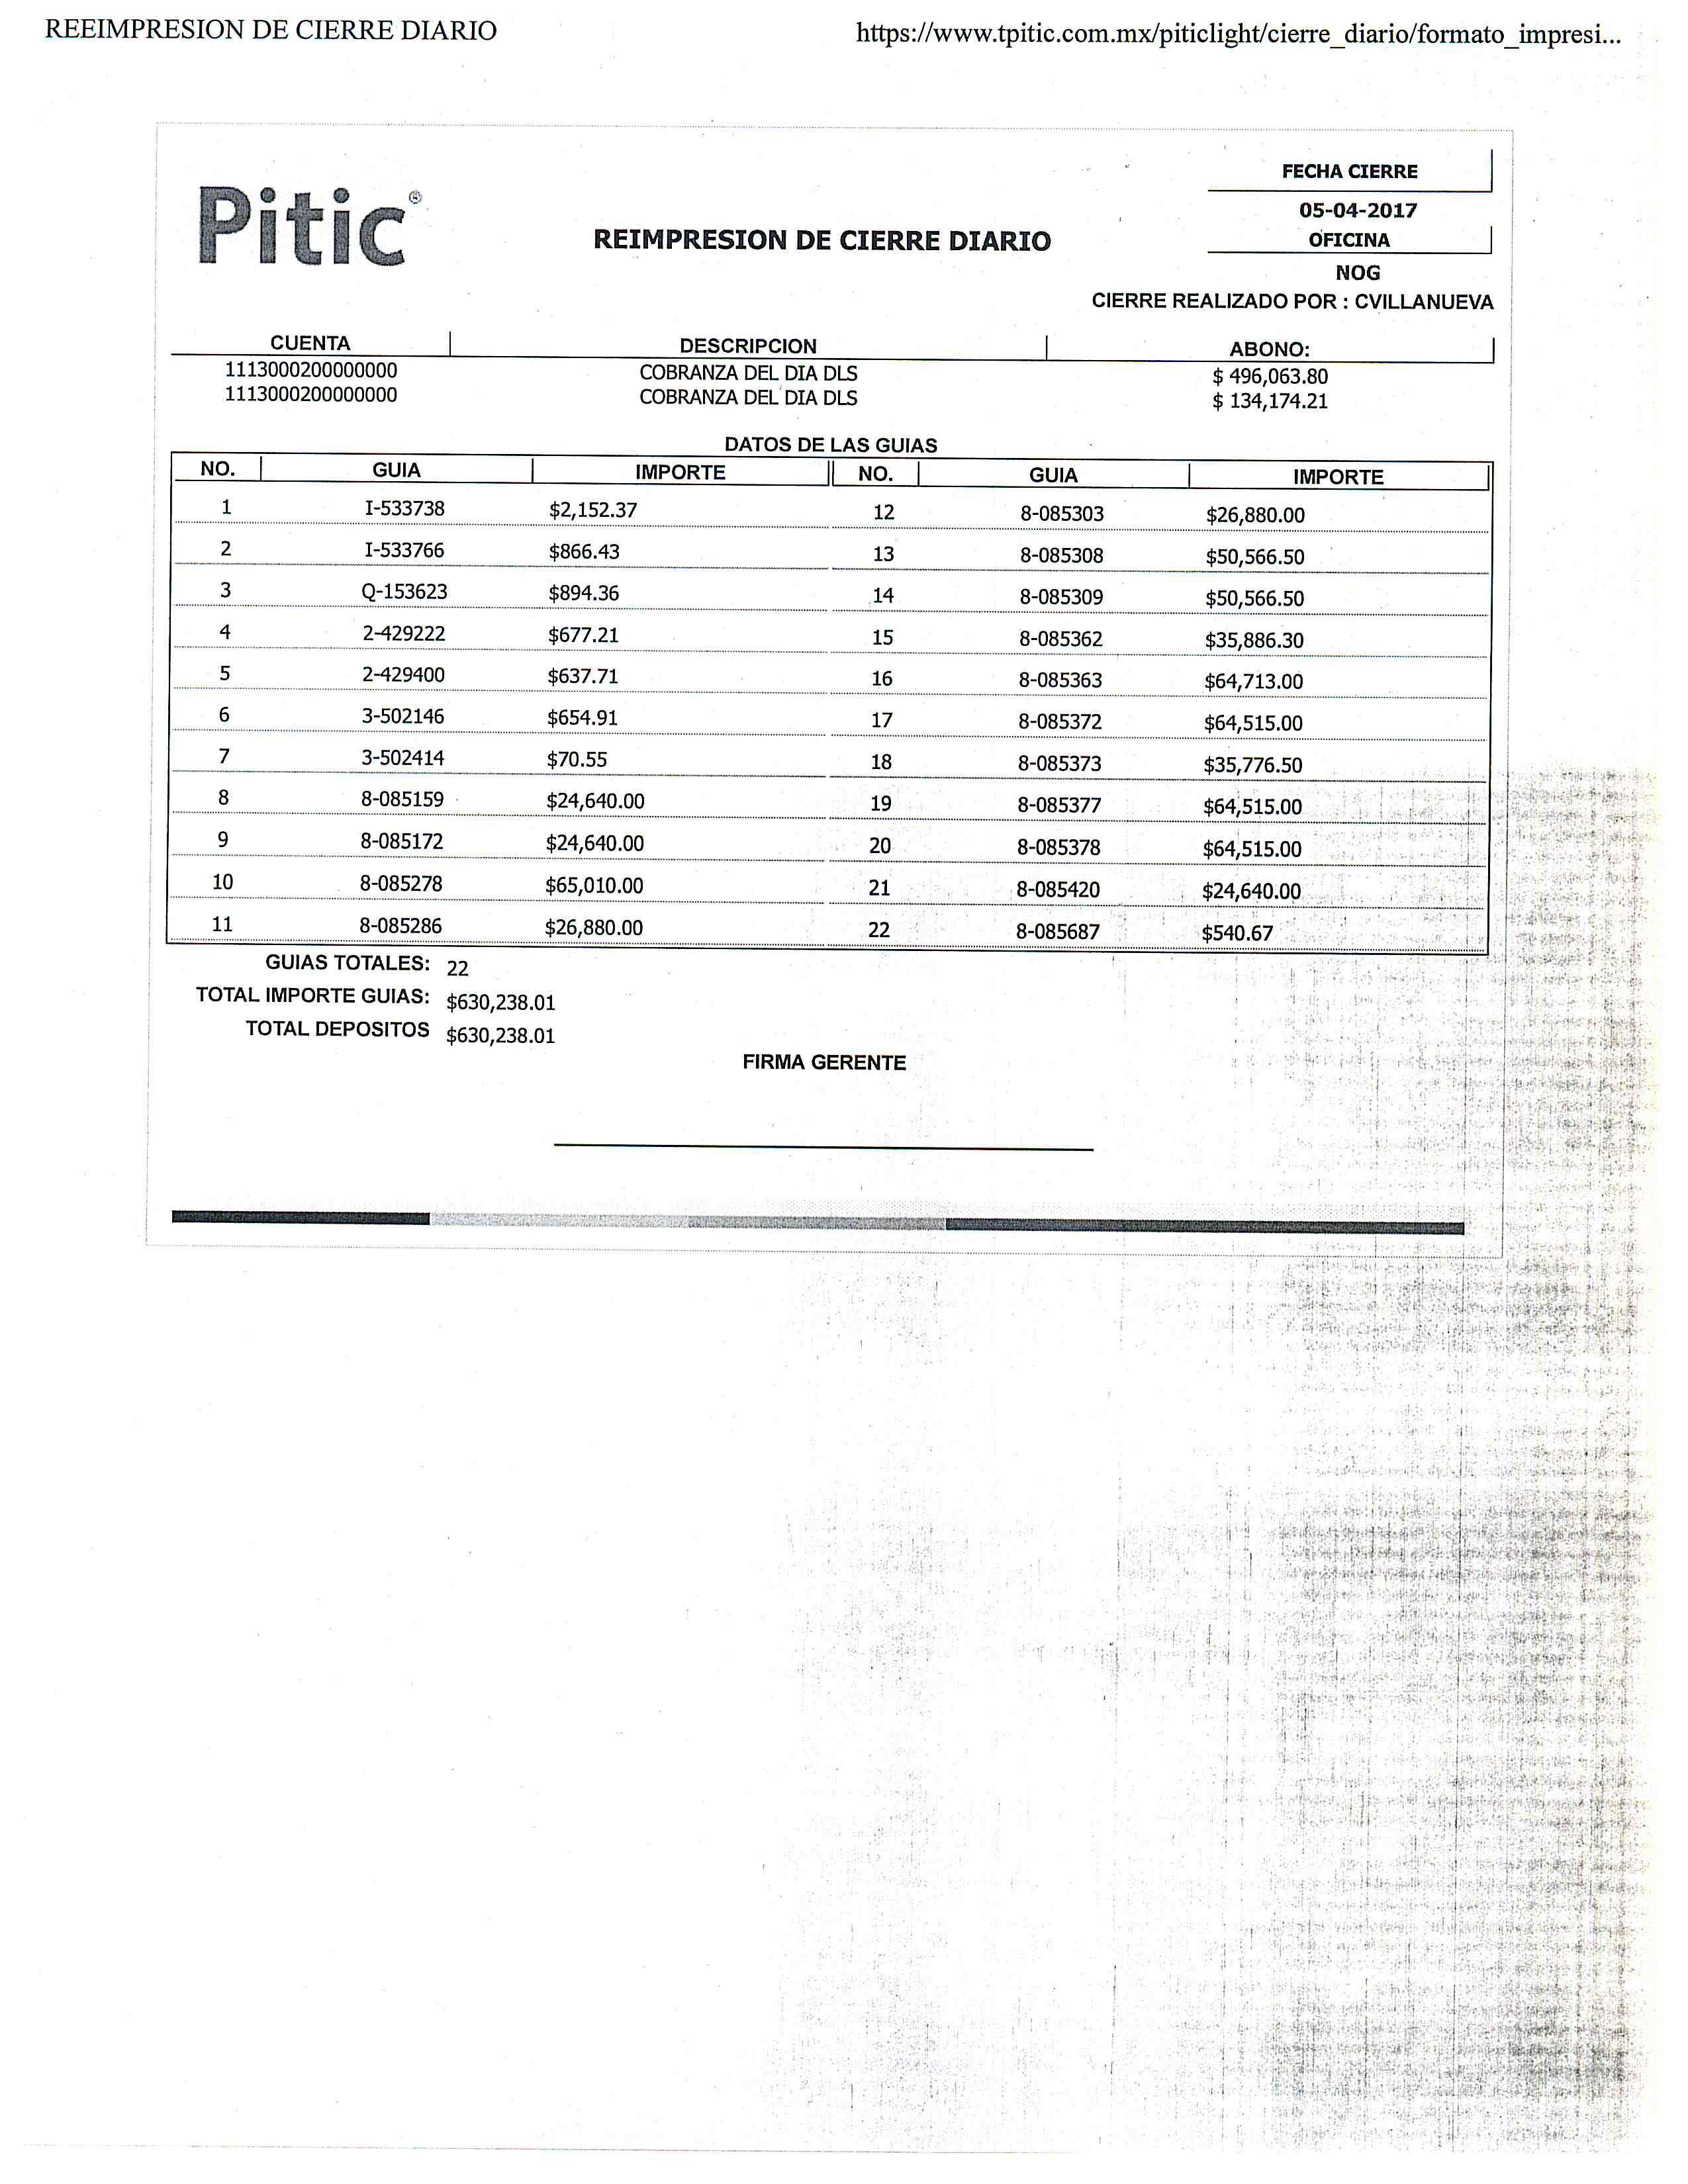 REEIMPRESION DE CIERRE DIARIO https://www.tpitic.com.mx/piticlight/cierre_diario/formato_impresi...
FECHA CIERRE
Pitic®
05-04-2017
REIMPRESION DE CIERRE DIARIO
OFICINA
NOG
CIERRE REALIZADO POR : CVILLANUEVA
CUENTA DESCRIPCION ABONO:
1113000200000000 COBRANZA DEL DIA DLS $ 496,063.80
1113000200000000 COBRANZA DEL DIA DLS $ 134,174.21
DATOS DE LAS GUIAS
NO. GUIA IMPORTE NO. GUIA IMPORTE
1 I-533738 $2,152.37 12 8-085303 $26,880.00
2 I-533766 $866.43 13 8-085308 $50,566.50
3 Q-153623 $894.36 14 8-085309 $50,566.50
4 2-429222 $677.21 15 8-085362 $35,886.30
5 2-429400 $637.71 16 8-085363 $64,713.00
6 3-502146 $654.91 17 8-085372 $64,515.00
7 3-502414 $70.55 18 8-085373 $35,776.50
8 8-085159 $24,640.00 19 8-085377 $64,515.00
9 8-085172 $24,640.00 20 8-085378 $64,515.00
10 8-085278 $65,010.00 21 8-085420 $24,640.00
11 8-085286 $26,880.00 22 8-085687 $540.67
GUIAS TOTALES: 22
TOTAL IMPORTE GUIAS: $630,238.01
TOTAL DEPOSITOS $630,238.01
FIRMA GERENTE